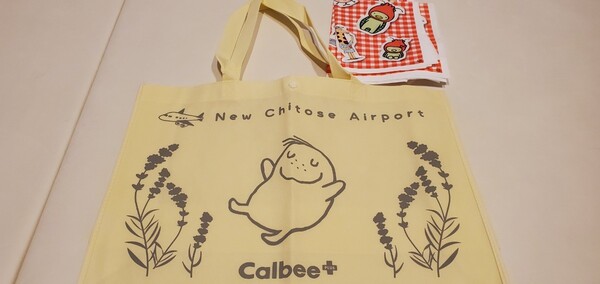 New Chitose Airport
Calbee+